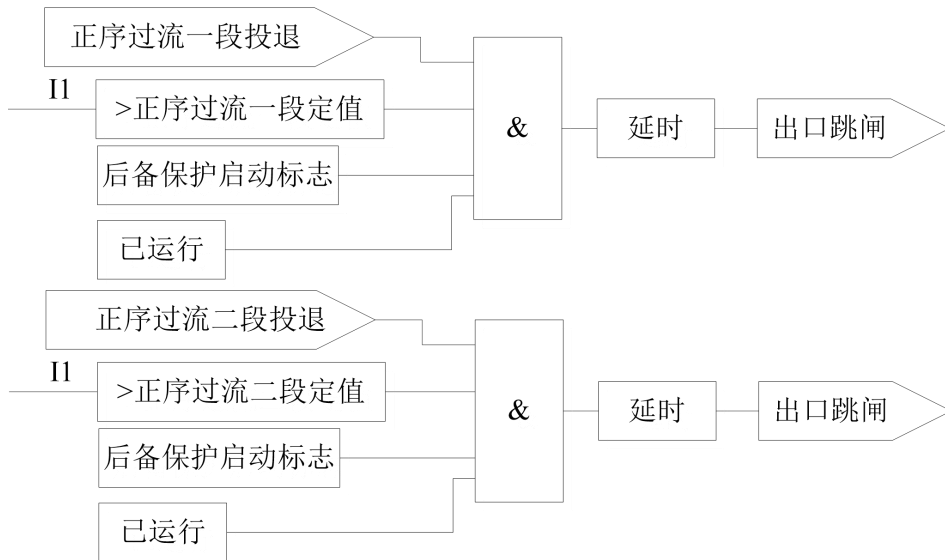 正序过流一段投退
I1
>正序过流一段定值
&
延时
出口跳闸
后备保护启动标志
已运行
正序过流二段投退
I1
>正序过流二段定值
&
延时
出口跳闸
后备保护启动标志
已运行